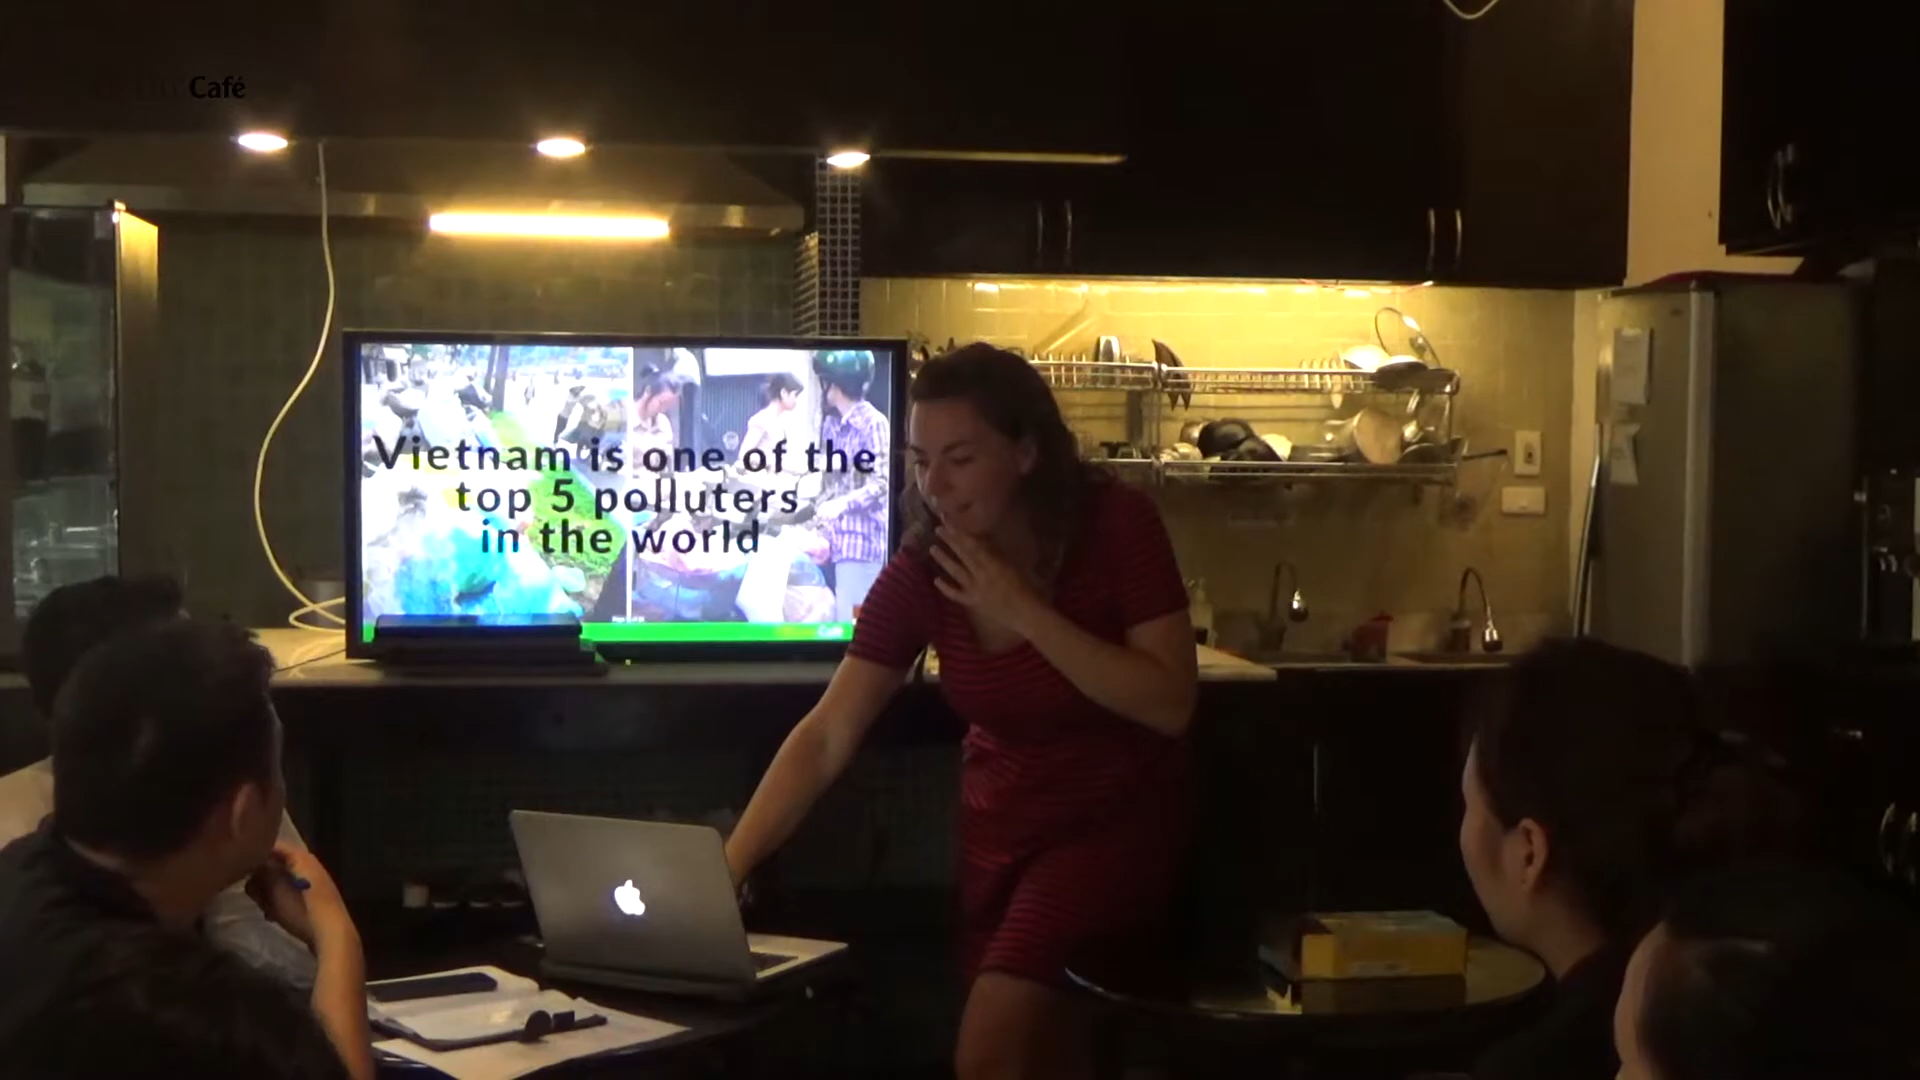 Café
Vietnam is one of the
top 5 polluters
in the world